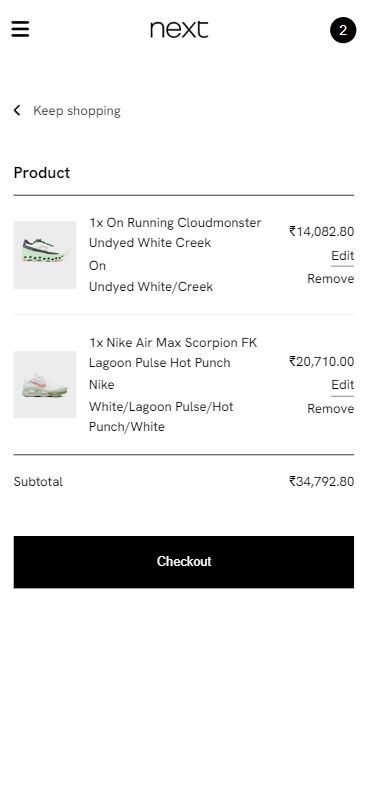 next
2
Keep shopping
Product
1x On Running Cloudmonster
Undyed White Creek
On
Undyed White/Creek
₹14,082.80
Edit
Remove
1x Nike Air Max Scorpion FK
Lagoon Pulse Hot Punch
Nike
White/Lagoon Pulse/Hot
Punch/White
₹20,710.00
Edit
Remove
Subtotal ₹34,792.80
Checkout